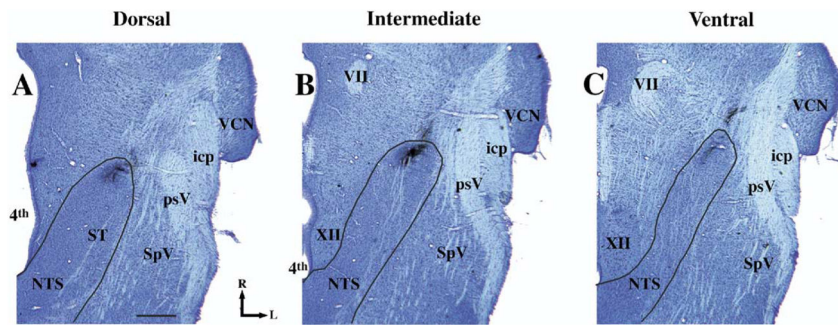 Dorsal
Intermediate
Ventral
A
VCN
icp
psV
4th
ST
SpV
NTS
R
L
B
VII
VCN
icp
psV
XII
SpV
4th
NTS
C
VII
VCN
icp
psV
XII
SpV
NTS